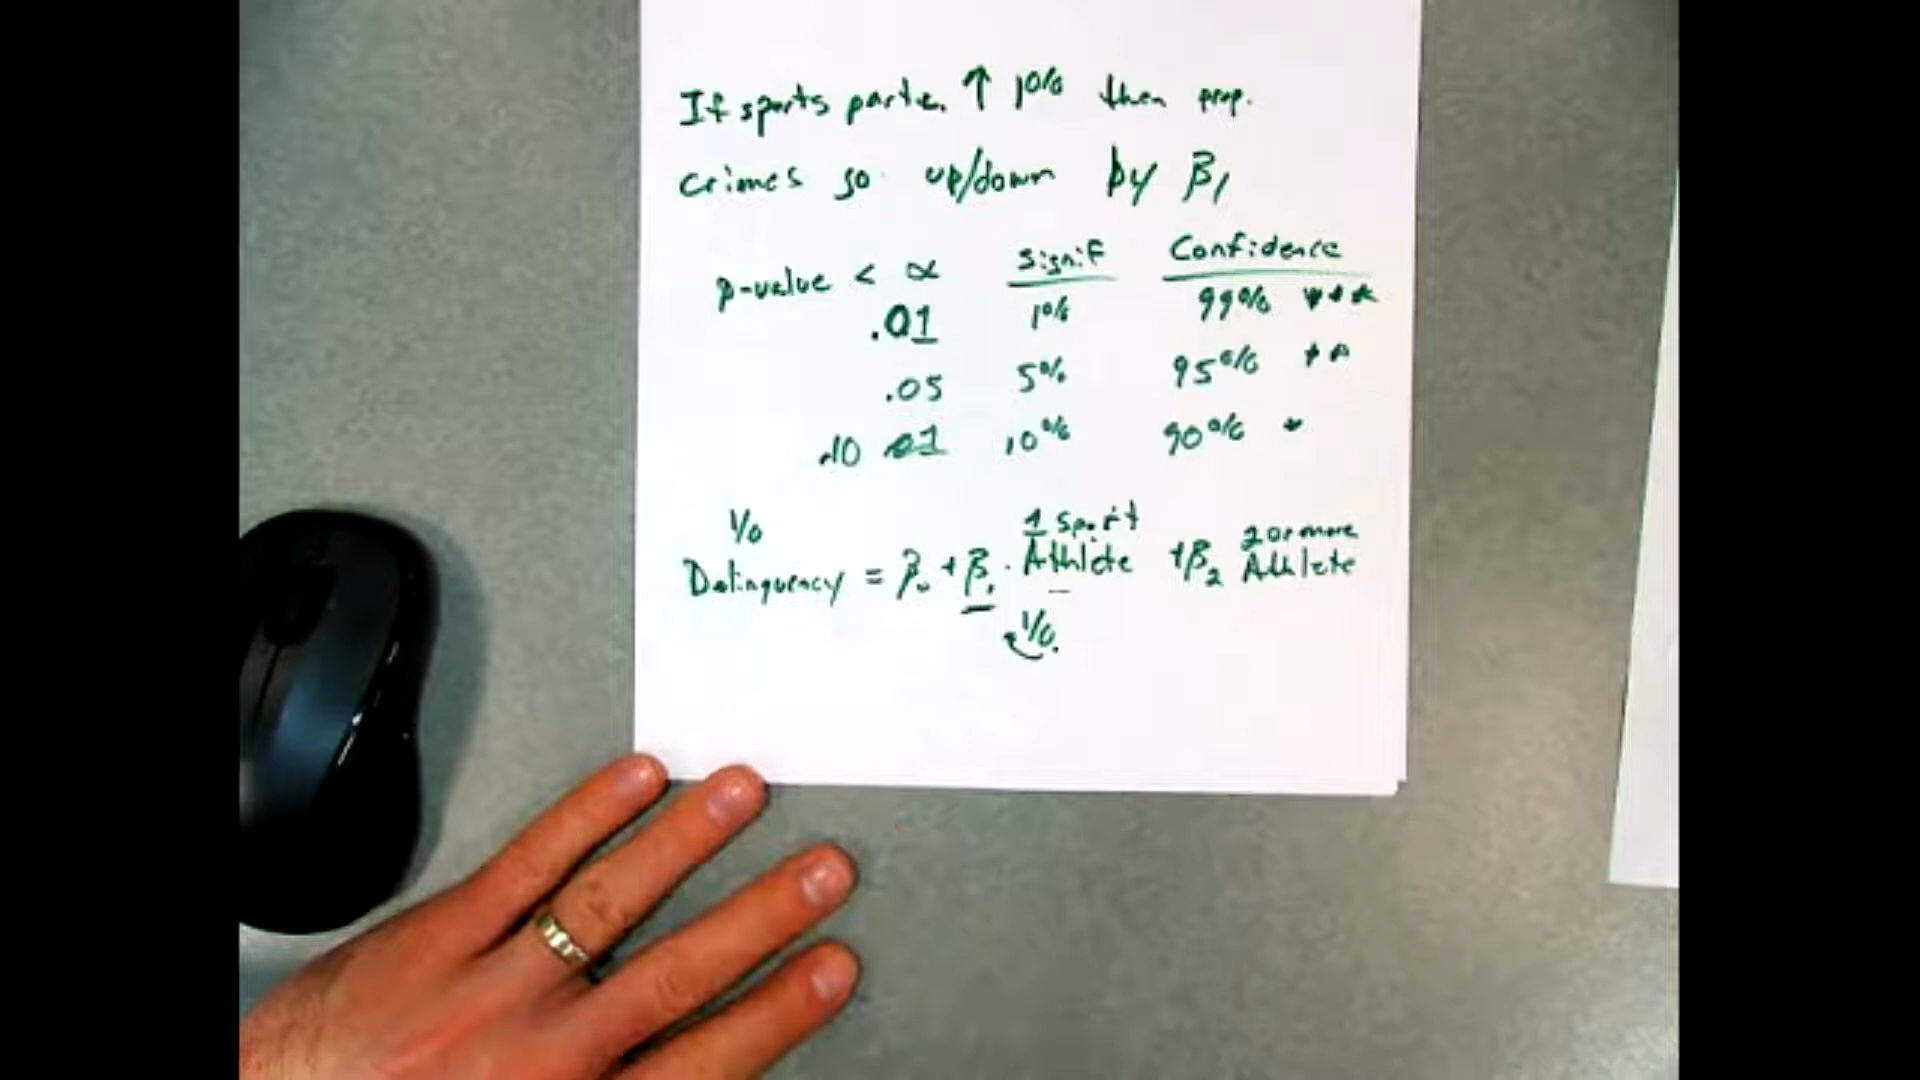 If sports partic. ↑ 10% then prop.
crimes go up/down by β1
p-value < α Signif Confidence
.01 1% 99% ***
.05 5% 95% **
.10 .01 10% 90% *
1/0 1 Sport 2 or more
Delinquency = β0 + β1 · Athlete + β2 Athlete
1/0.